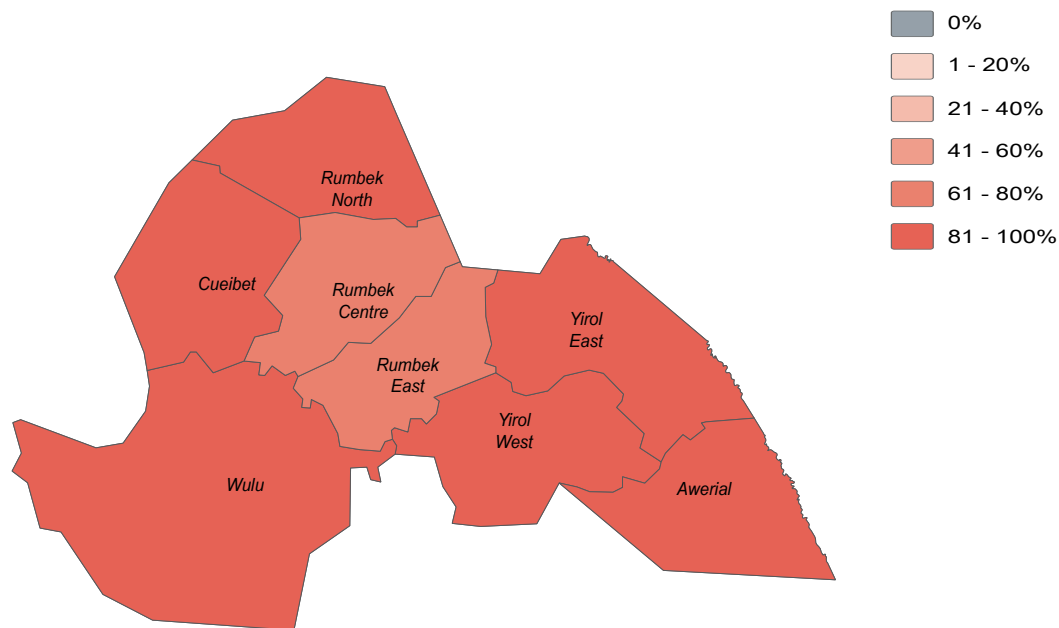 0%
1 - 20%
21 - 40%
41 - 60%
61 - 80%
81 - 100%
Rumbek
North
Cueibet
Rumbek
Centre
Yirol
East
Rumbek
East
Yirol
West
Wulu
Awerial